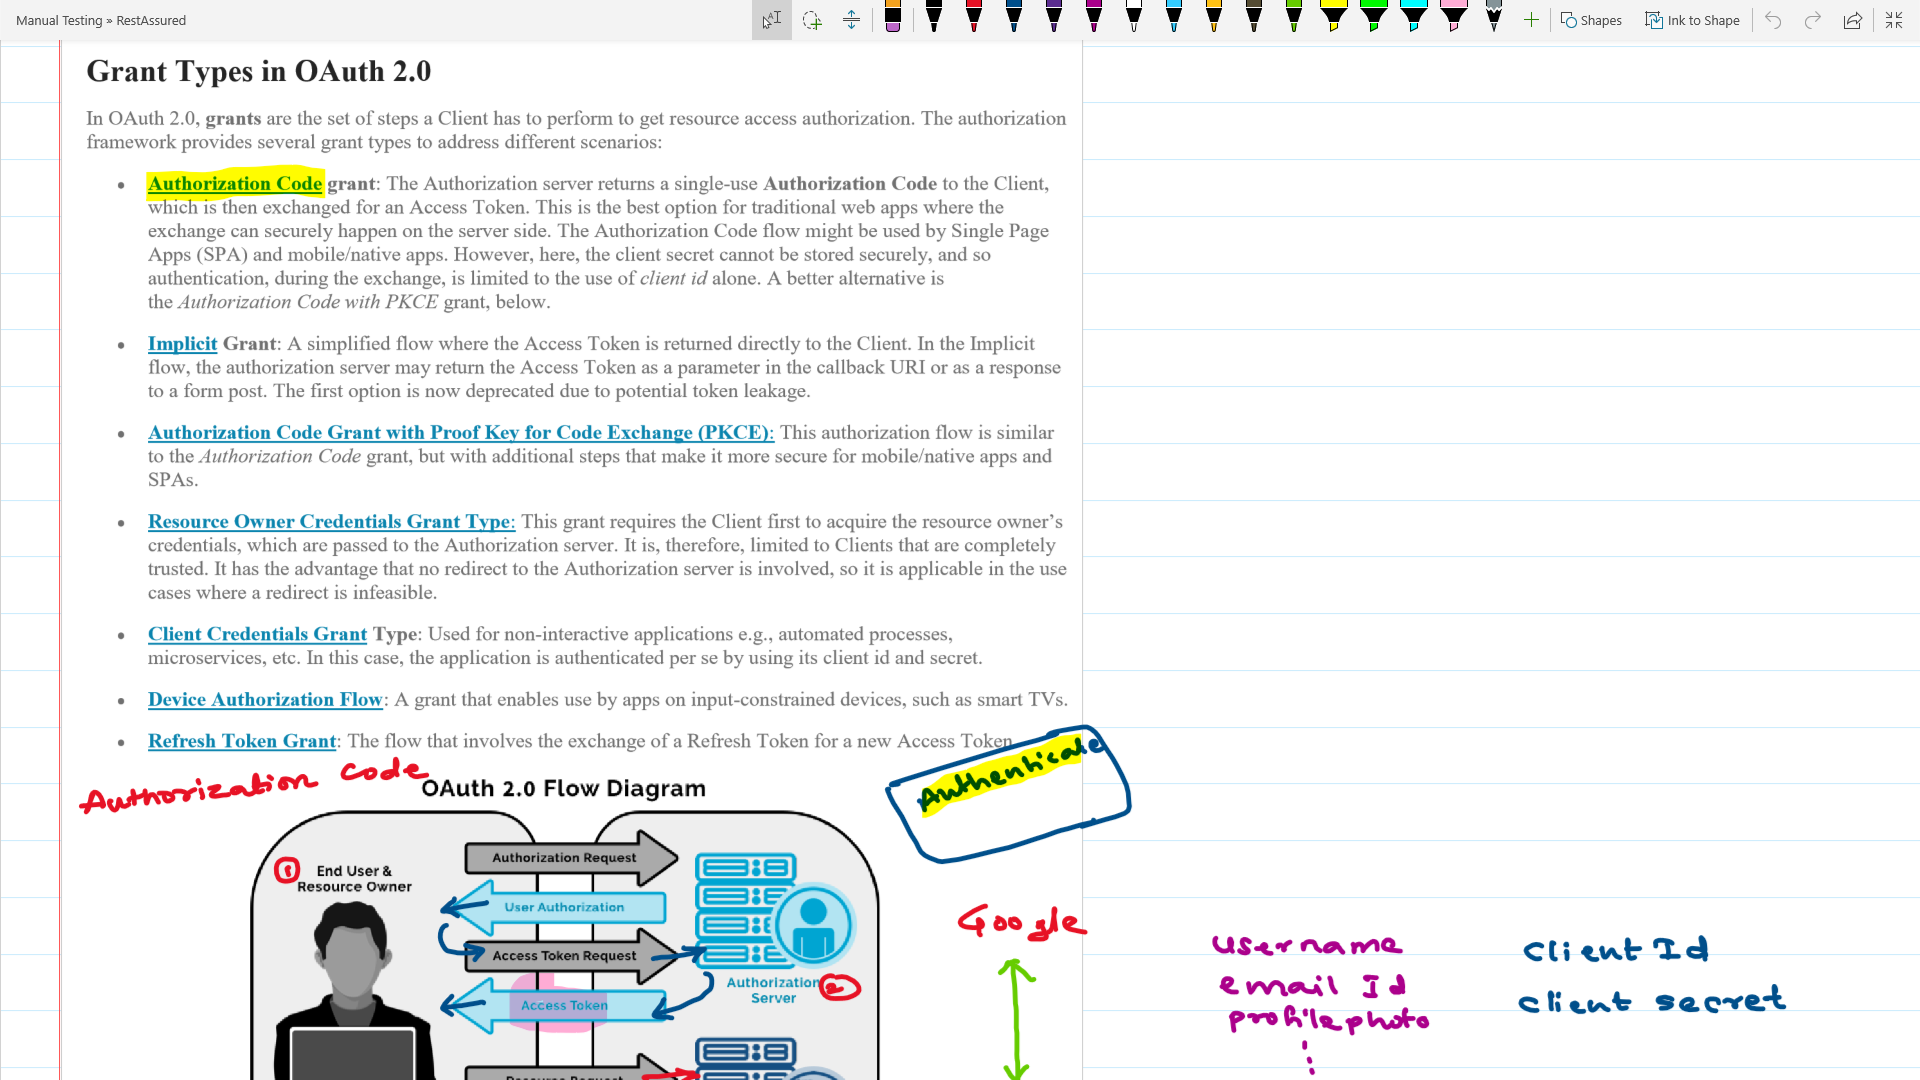 Manual Testing » RestAssured
Shapes
Ink to Shape
Grant Types in OAuth 2.0
In OAuth 2.0, grants are the set of steps a Client has to perform to get resource access authorization. The authorization
framework provides several grant types to address different scenarios:
• Authorization Code grant: The Authorization server returns a single-use Authorization Code to the Client,
which is then exchanged for an Access Token. This is the best option for traditional web apps where the
exchange can securely happen on the server side. The Authorization Code flow might be used by Single Page
Apps (SPA) and mobile/native apps. However, here, the client secret cannot be stored securely, and so
authentication, during the exchange, is limited to the use of client id alone. A better alternative is
the Authorization Code with PKCE grant, below.
• Implicit Grant: A simplified flow where the Access Token is returned directly to the Client. In the Implicit
flow, the authorization server may return the Access Token as a parameter in the callback URI or as a response
to a form post. The first option is now deprecated due to potential token leakage.
• Authorization Code Grant with Proof Key for Code Exchange (PKCE): This authorization flow is similar
to the Authorization Code grant, but with additional steps that make it more secure for mobile/native apps and
SPAs.
• Resource Owner Credentials Grant Type: This grant requires the Client first to acquire the resource owner’s
credentials, which are passed to the Authorization server. It is, therefore, limited to Clients that are completely
trusted. It has the advantage that no redirect to the Authorization server is involved, so it is applicable in the use
cases where a redirect is infeasible.
• Client Credentials Grant Type: Used for non-interactive applications e.g., automated processes,
microservices, etc. In this case, the application is authenticated per se by using its client id and secret.
• Device Authorization Flow: A grant that enables use by apps on input-constrained devices, such as smart TVs.
• Refresh Token Grant: The flow that involves the exchange of a Refresh Token for a new Access Token
Authorization Code
OAuth 2.0 Flow Diagram
Authenticate
1
End User &
Resource Owner
Authorization Request
User Authorization
Access Token Request
Access Token
Authorization
Server
2
Resource Request
Google
username
email Id
profilephoto
client Id
client secret